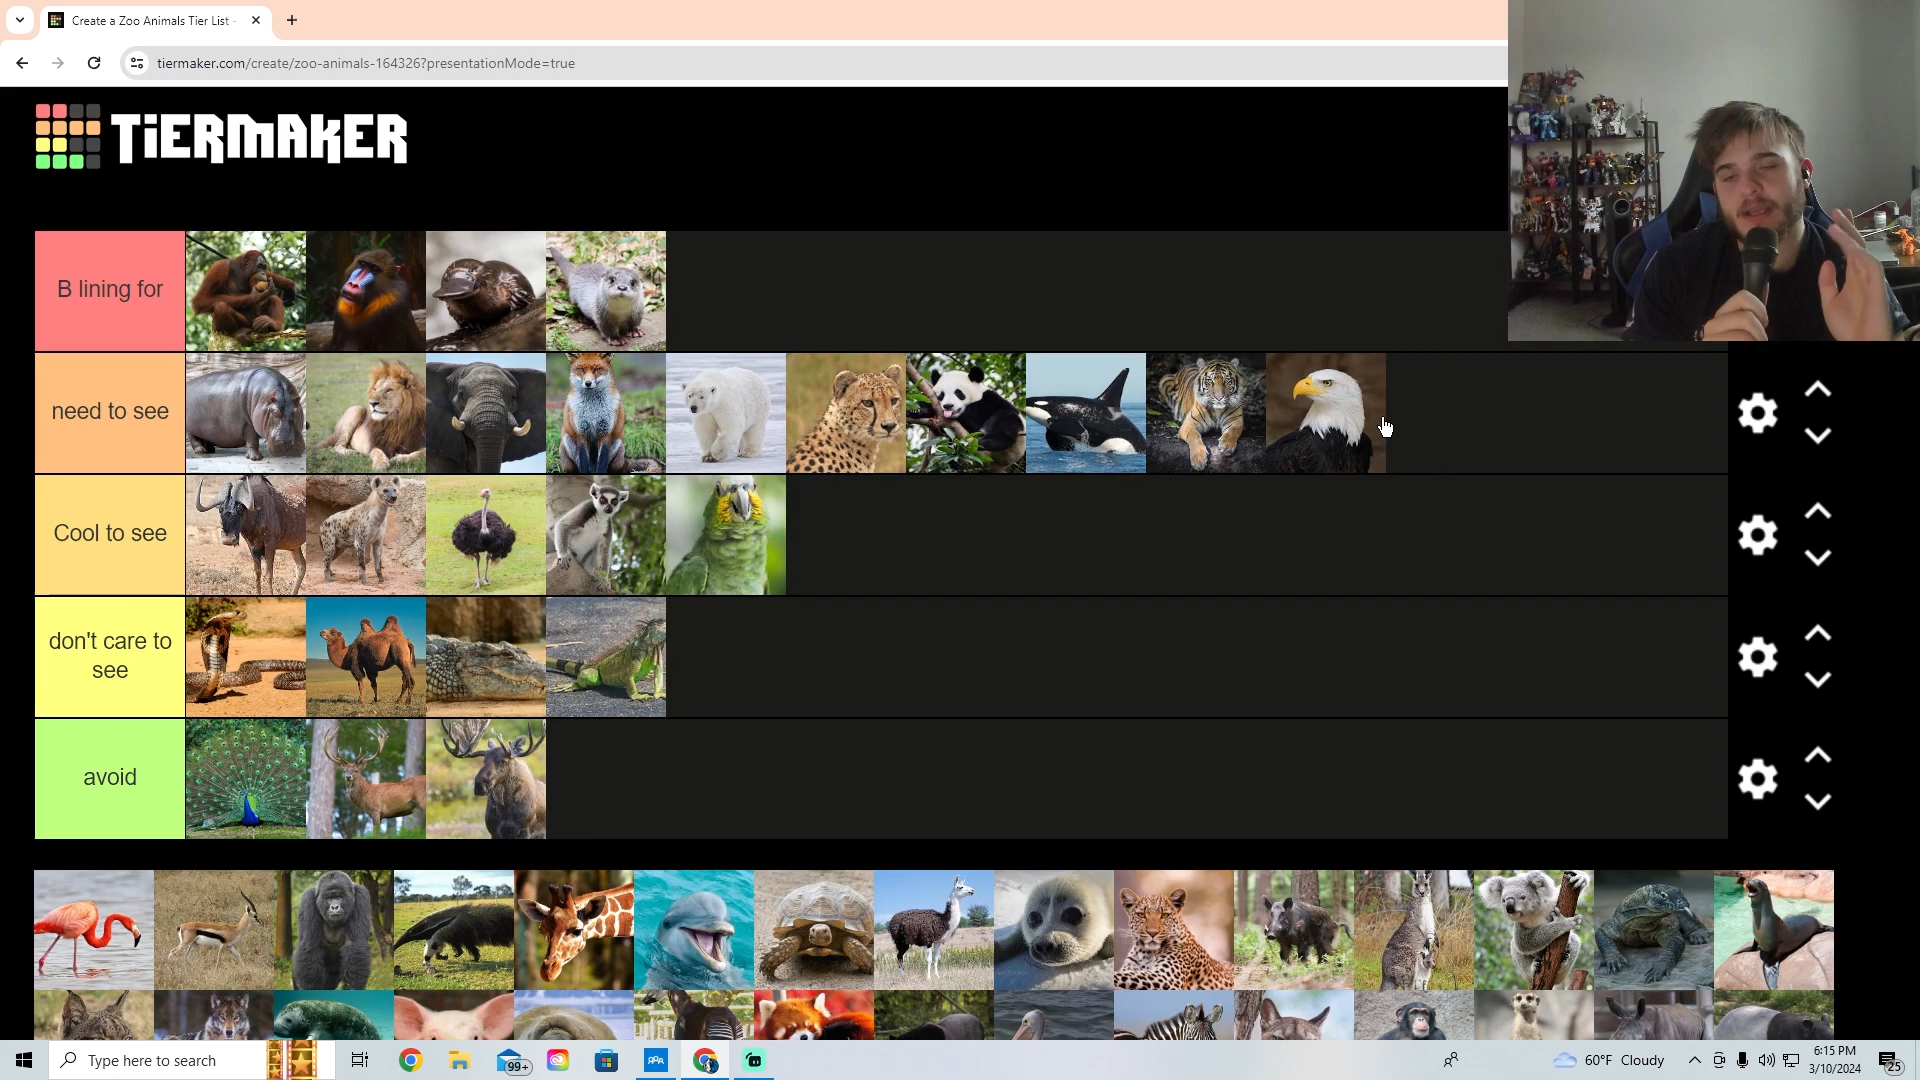 Create a Zoo Animals Tier List -
tiermaker.com/create/zoo-animals-164326?presentationMode=true
TiERMAKER
B lining for
need to see
Cool to see
don't care to
see
avoid
Type here to search
99+
60°F Cloudy
6:15 PM
3/10/2024
25